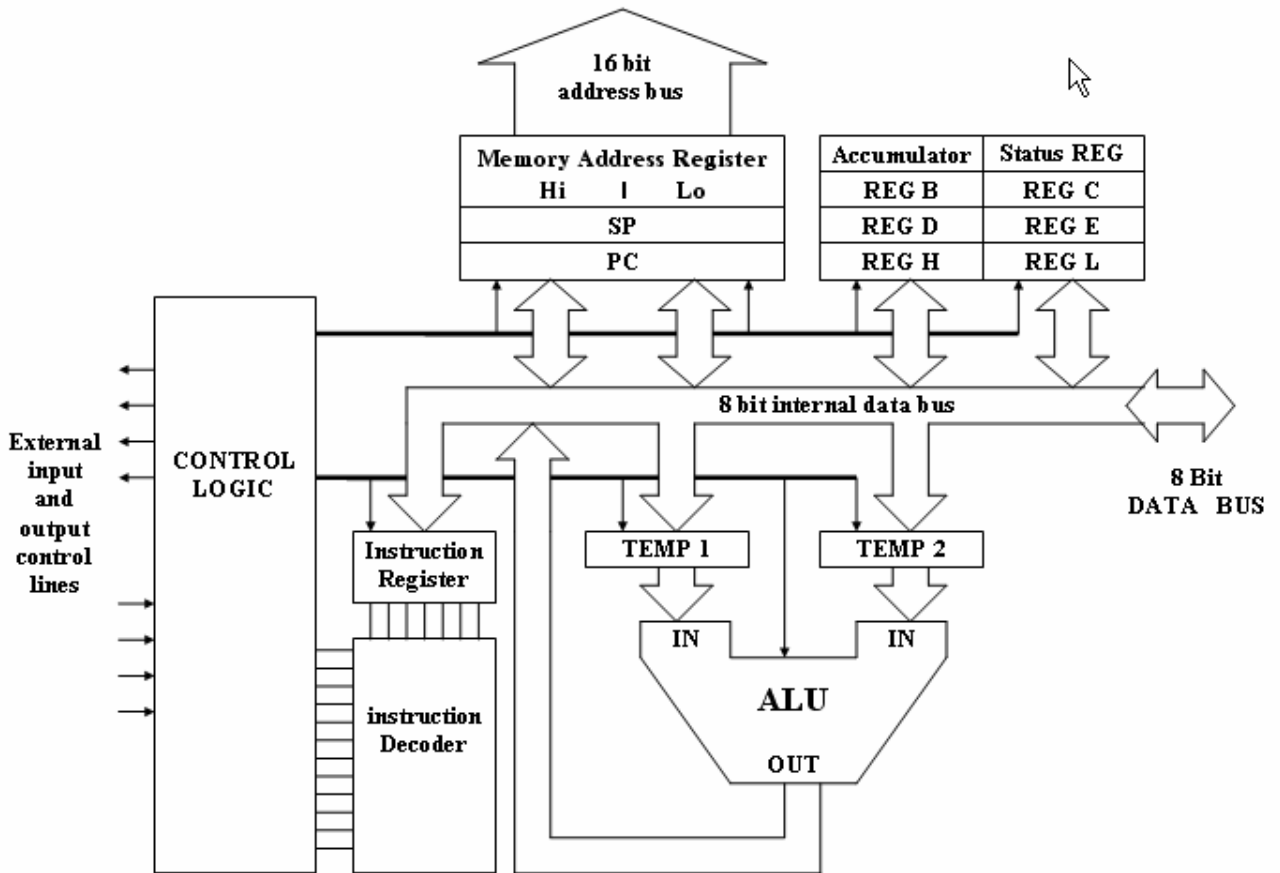 16 bit
address bus
Memory Address Register
Hi | Lo
SP
PC
Accumulator
Status REG
REG B
REG C
REG D
REG E
REG H
REG L
8 bit internal data bus
8 Bit
DATA BUS
External
input
and
output
control
lines
CONTROL
LOGIC
Instruction
Register
instruction
Decoder
TEMP 1
TEMP 2
IN
IN
ALU
OUT